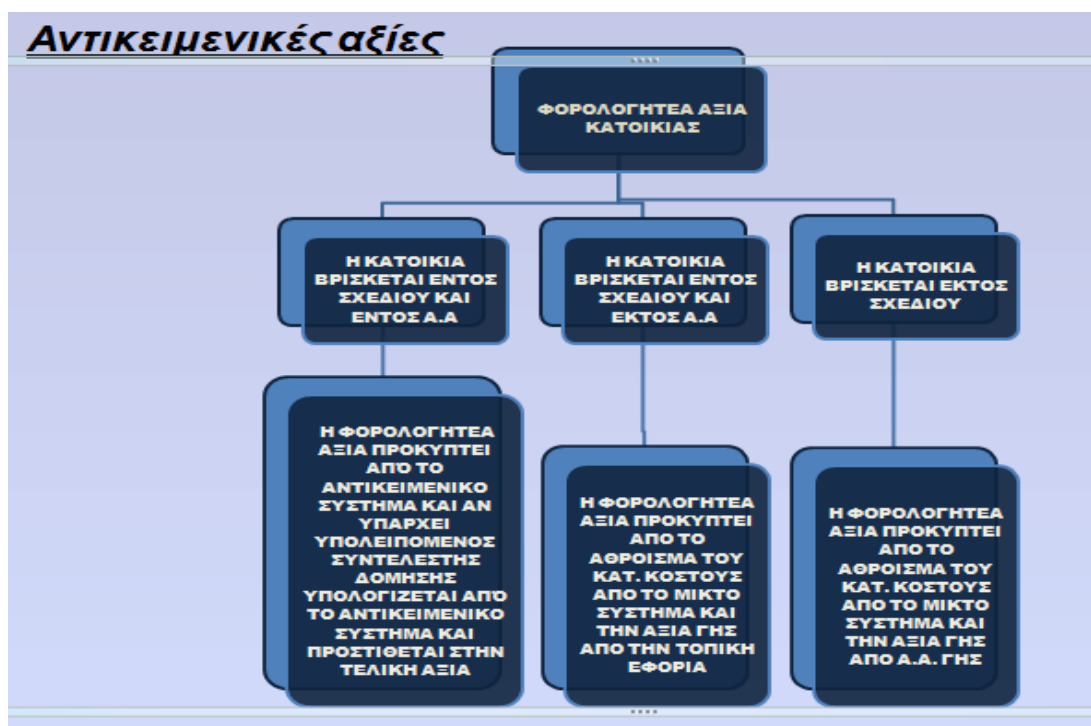 Αντικειμενικές αξίες
ΦΟΡΟΛΟΓΗΤΕΑ ΑΞΙΑ
ΚΑΤΟΙΚΙΑΣ
Η ΚΑΤΟΙΚΙΑ
ΒΡΙΣΚΕΤΑΙ ΕΝΤΟΣ
ΣΧΕΔΙΟΥ ΚΑΙ
ΕΝΤΟΣ Α.Α
Η ΚΑΤΟΙΚΙΑ
ΒΡΙΣΚΕΤΑΙ ΕΝΤΟΣ
ΣΧΕΔΙΟΥ ΚΑΙ
ΕΚΤΟΣ Α.Α
Η ΚΑΤΟΙΚΙΑ
ΒΡΙΣΚΕΤΑΙ ΕΚΤΟΣ
ΣΧΕΔΙΟΥ
Η ΦΟΡΟΛΟΓΗΤΕΑ
ΑΞΙΑ ΠΡΟΚΥΠΤΕΙ
ΑΠΌ ΤΟ
ΑΝΤΙΚΕΙΜΕΝΙΚΟ
ΣΥΣΤΗΜΑ ΚΑΙ ΑΝ
ΥΠΑΡΧΕΙ
ΥΠΟΛΕΙΠΟΜΕΝΟΣ
ΣΥΝΤΕΛΕΣΤΗΣ
ΔΟΜΗΣΗΣ
ΥΠΟΛΟΓΙΖΕΤΑΙ ΑΠΌ
ΤΟ ΑΝΤΙΚΕΙΜΕΝΙΚΟ
ΣΥΣΤΗΜΑ ΚΑΙ
ΠΡΟΣΤΙΘΕΤΑΙ ΣΤΗΝ
ΤΕΛΙΚΗ ΑΞΙΑ
Η ΦΟΡΟΛΟΓΗΤΕΑ
ΑΞΙΑ ΠΡΟΚΥΠΤΕΙ
ΑΠΟ ΤΟ
ΑΘΡΟΙΣΜΑ ΤΟΥ
ΚΑΤ. ΚΟΣΤΟΥΣ
ΑΠΟ ΤΟ ΜΙΚΤΟ
ΣΥΣΤΗΜΑ ΚΑΙ
ΤΗΝ ΑΞΙΑ ΓΗΣ
ΑΠΟ ΤΗΝ ΤΟΠΙΚΗ
ΕΦΟΡΙΑ
Η ΦΟΡΟΛΟΓΗΤΕΑ
ΑΞΙΑ ΠΡΟΚΥΠΤΕΙ
ΑΠΟ ΤΟ
ΑΘΡΟΙΣΜΑ ΤΟΥ
ΚΑΤ. ΚΟΣΤΟΥΣ
ΑΠΟ ΤΟ ΜΙΚΤΟ
ΣΥΣΤΗΜΑ ΚΑΙ
ΤΗΝ ΑΞΙΑ ΓΗΣ
ΑΠΟ Α.Α. ΓΗΣ